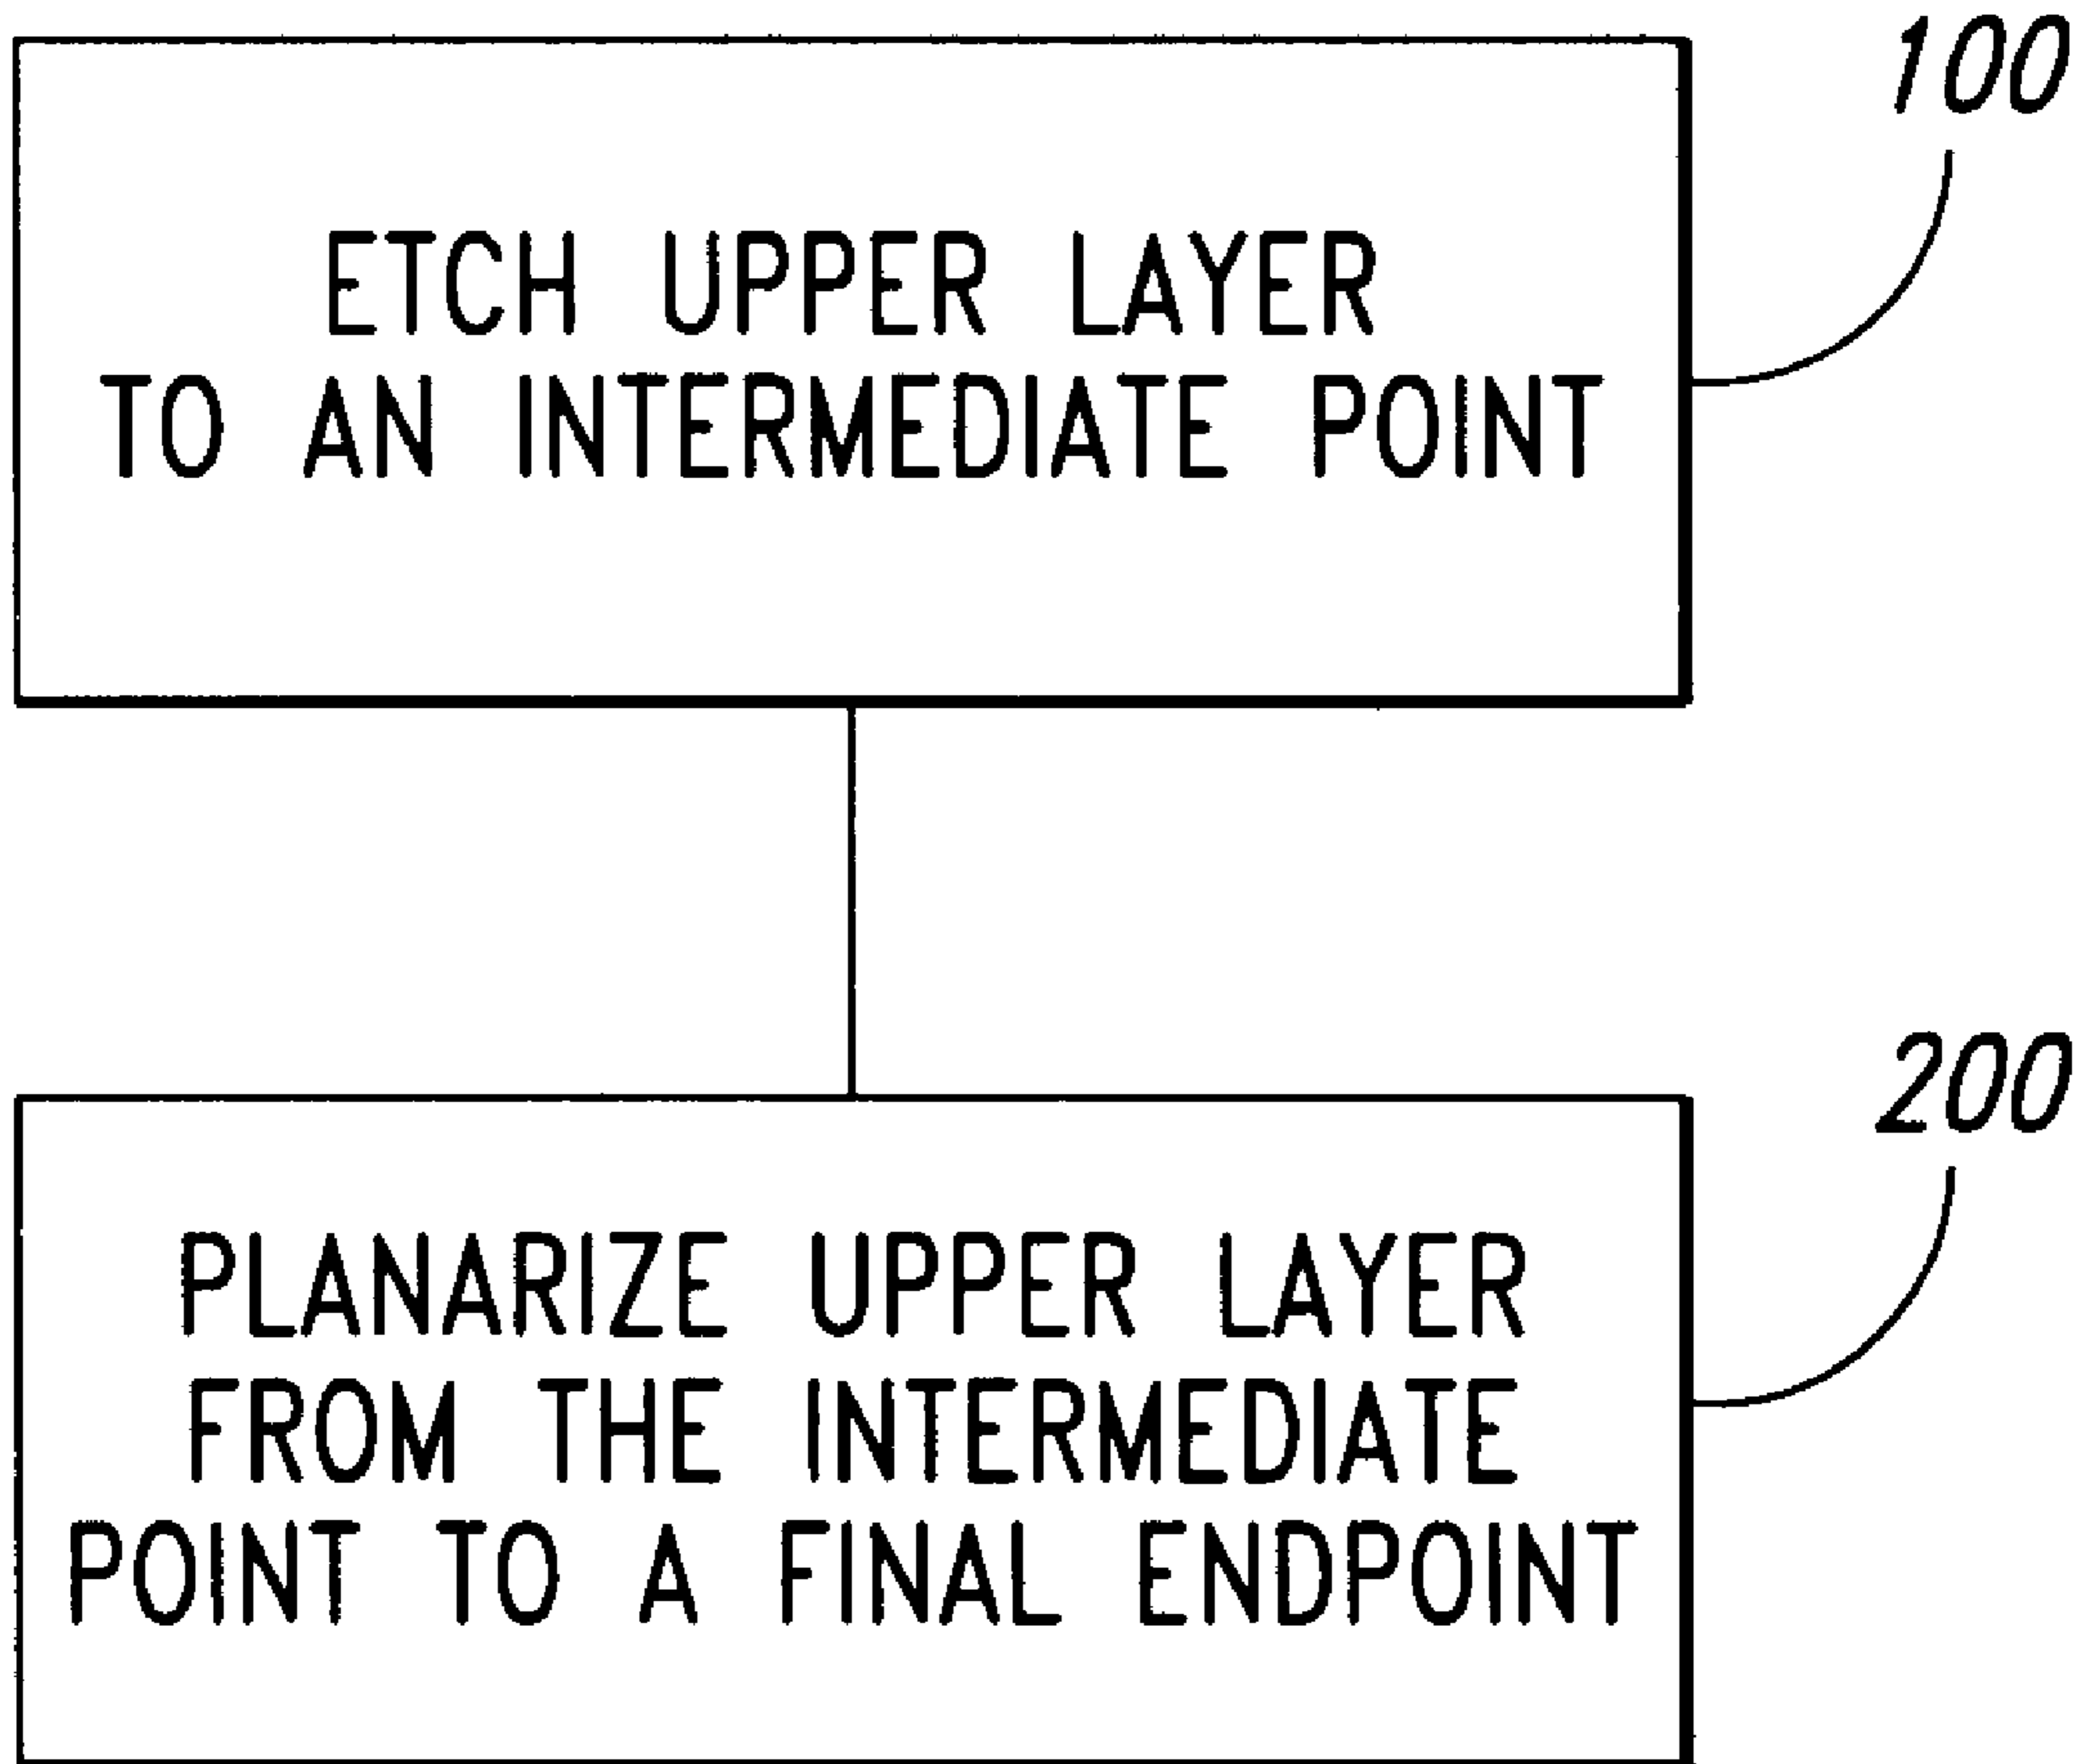 100
ETCH UPPER LAYER
TO AN INTERMEDIATE POINT
200
PLANARIZE UPPER LAYER
FROM THE INTERMEDIATE
POINT TO A FINAL ENDPOINT